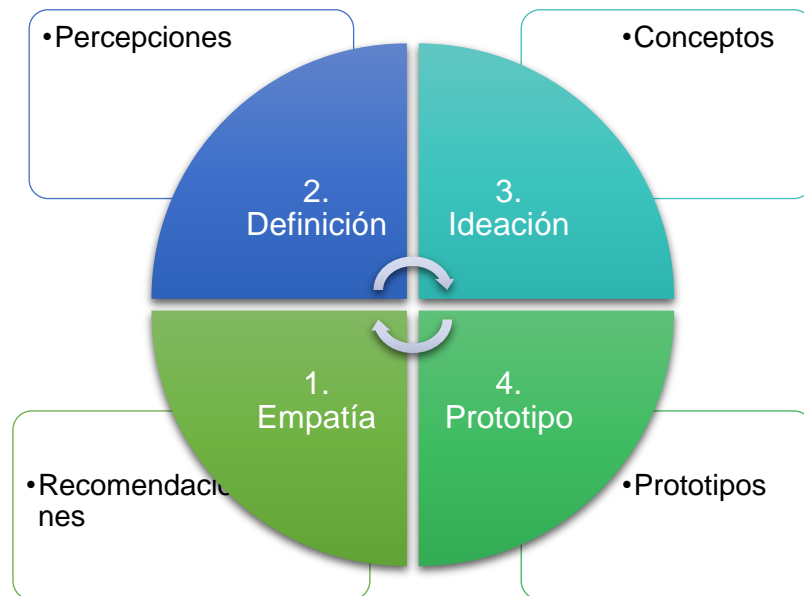 •Percepciones
•Conceptos
2.
Definición
3.
Ideación
1.
Empatía
4.
Prototipo
•Recomendacio
nes
•Prototipos